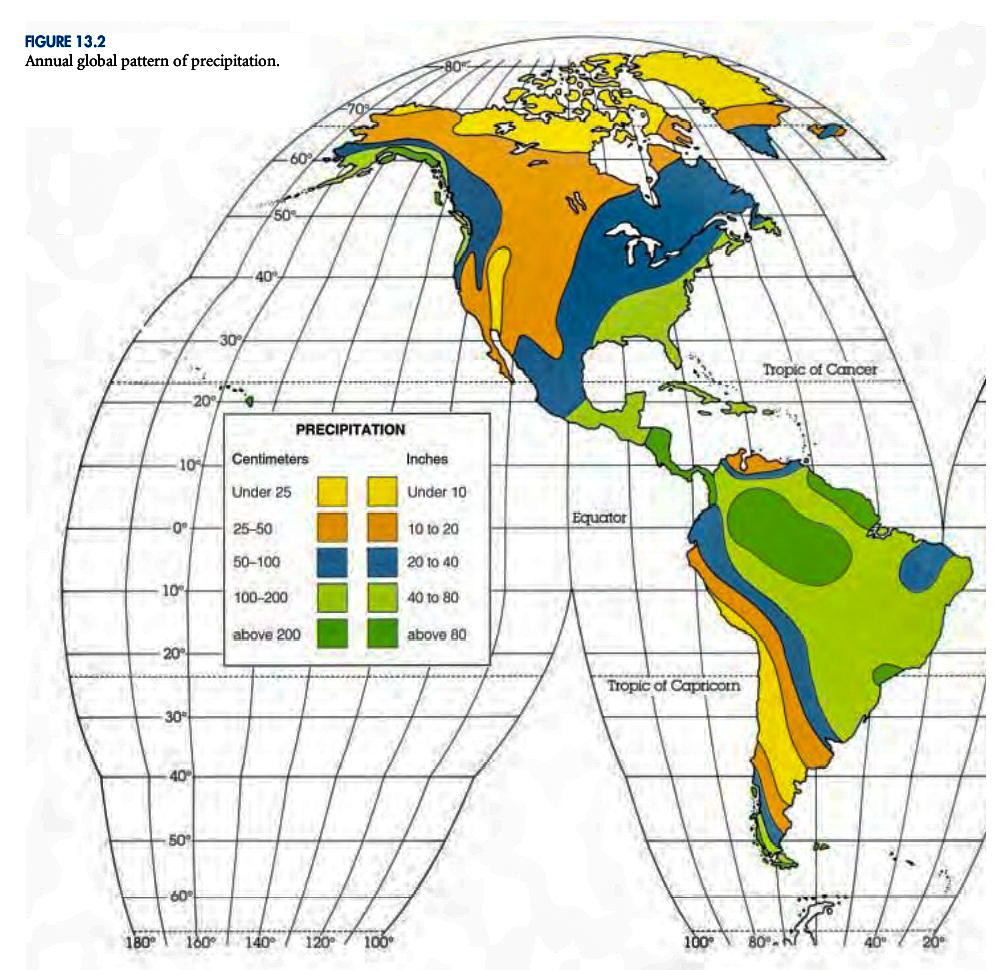 FIGURE 13.2
Annual global pattern of precipitation.
80°
70°
60°
50°
40°
30°
Tropic of Cancer
20°
PRECIPITATION
Centimeters Inches
10°
Under 25 Under 10
25–50 10 to 20
0° Equator
50–100 20 to 40
10° 100–200 40 to 80
above 200 above 80
20°
Tropic of Capricorn
30°
40°
50°
60°
180° 160° 140° 120° 100° 100° 80° 40° 20°